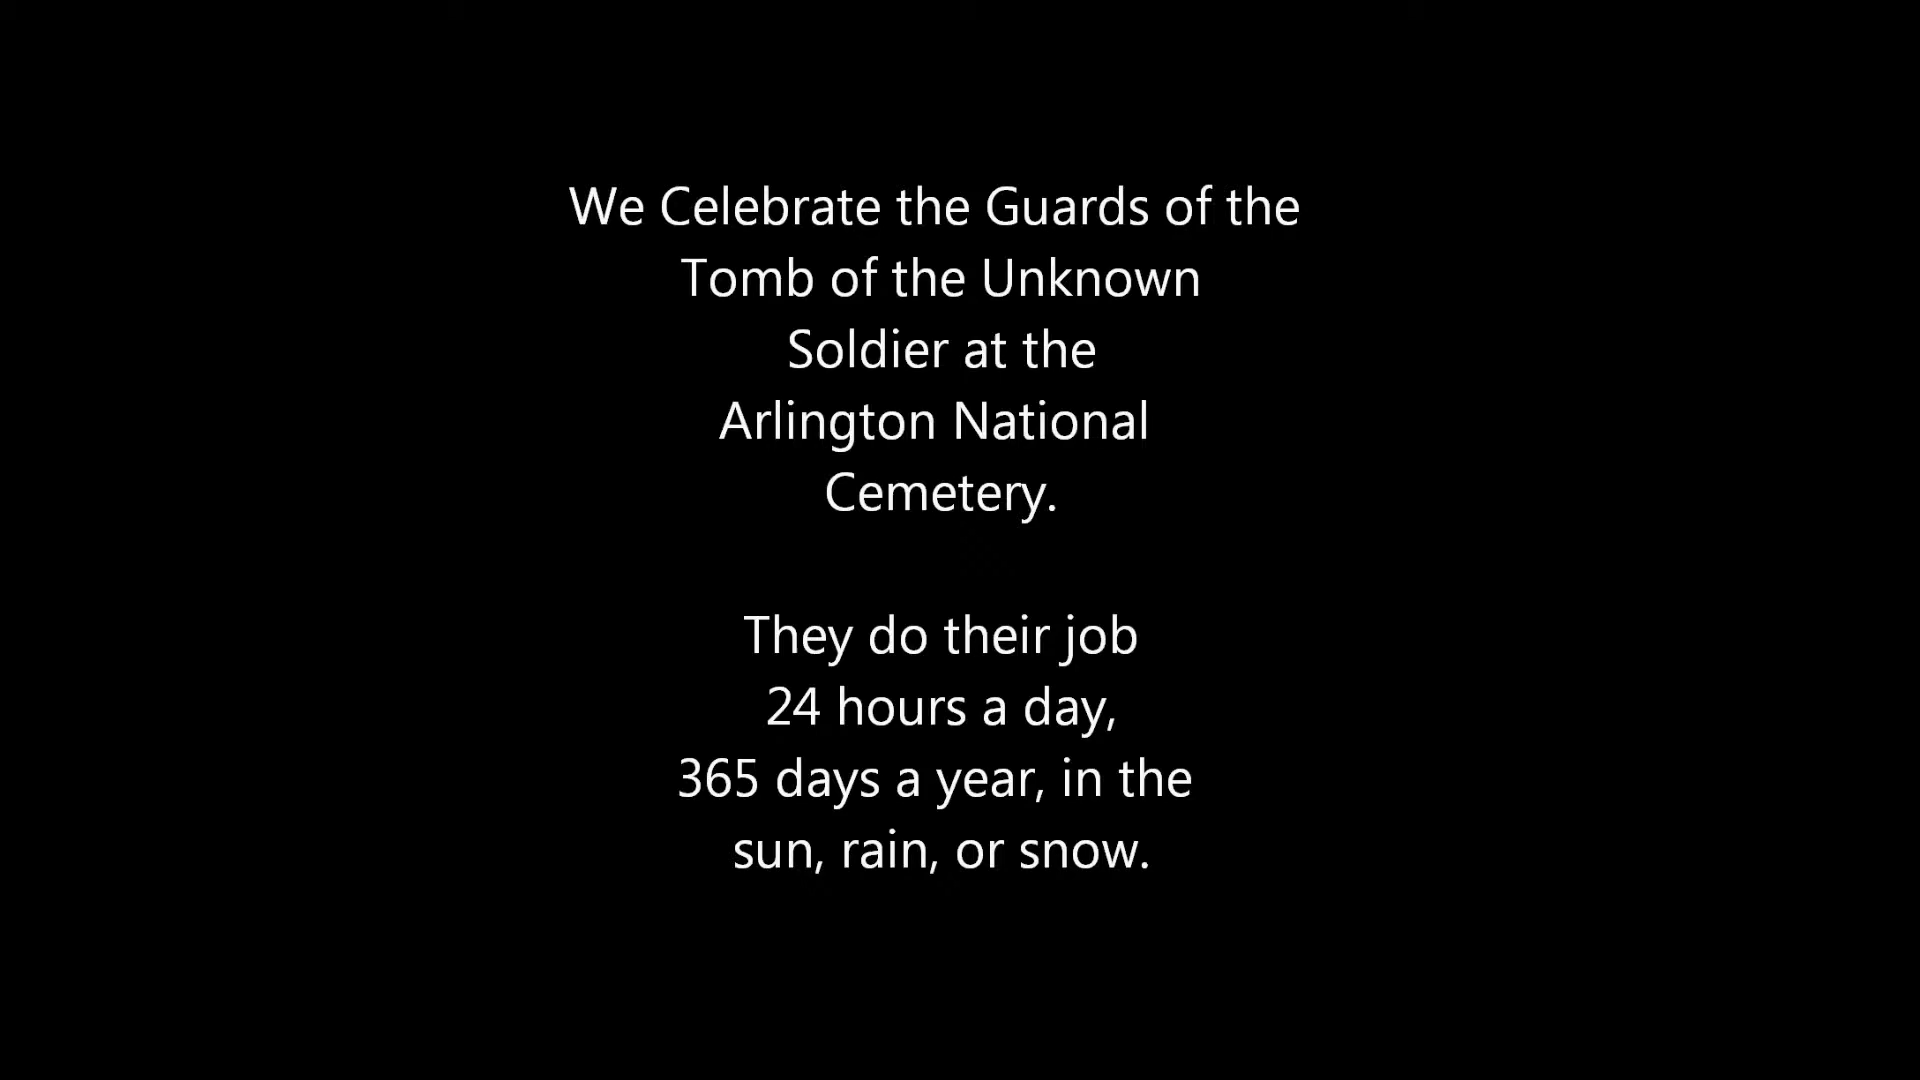 We Celebrate the Guards of the
Tomb of the Unknown
Soldier at the
Arlington National
Cemetery.
They do their job
24 hours a day,
365 days a year, in the
sun, rain, or snow.